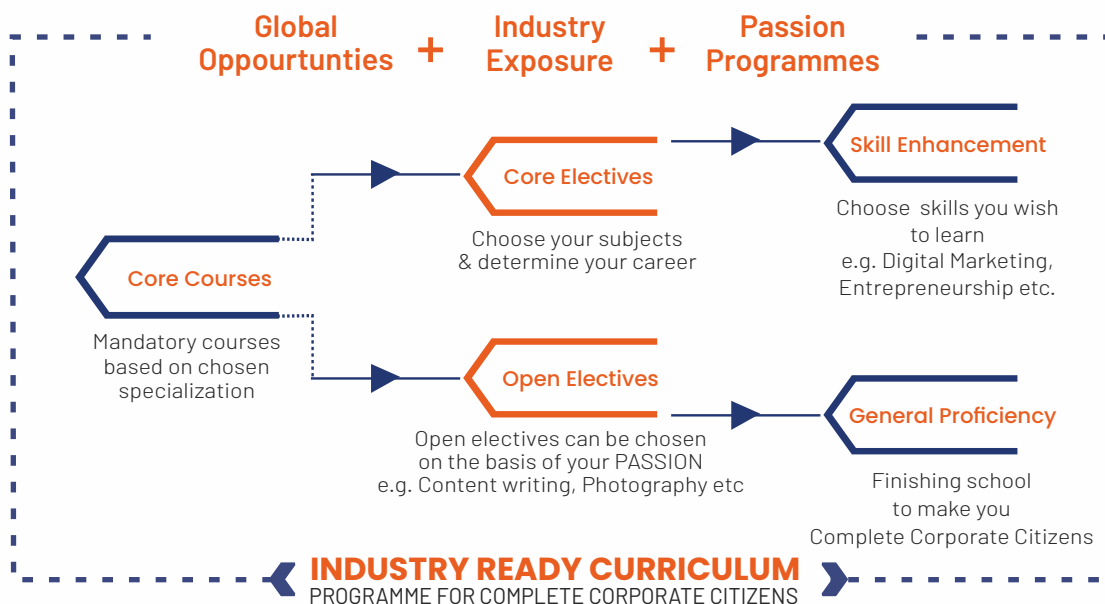 Global
Oppourtunties
+
Industry
Exposure
+
Passion
Programmes
Core Courses
Mandatory courses
based on chosen
specialization
Core Electives
Choose your subjects
& determine your career
Skill Enhancement
Choose skills you wish
to learn
e.g. Digital Marketing,
Entrepreneurship etc.
Open Electives
Open electives can be chosen
on the basis of your PASSION
e.g. Content writing, Photography etc
General Proficiency
Finishing school
to make you
Complete Corporate Citizens
INDUSTRY READY CURRICULUM
PROGRAMME FOR COMPLETE CORPORATE CITIZENS